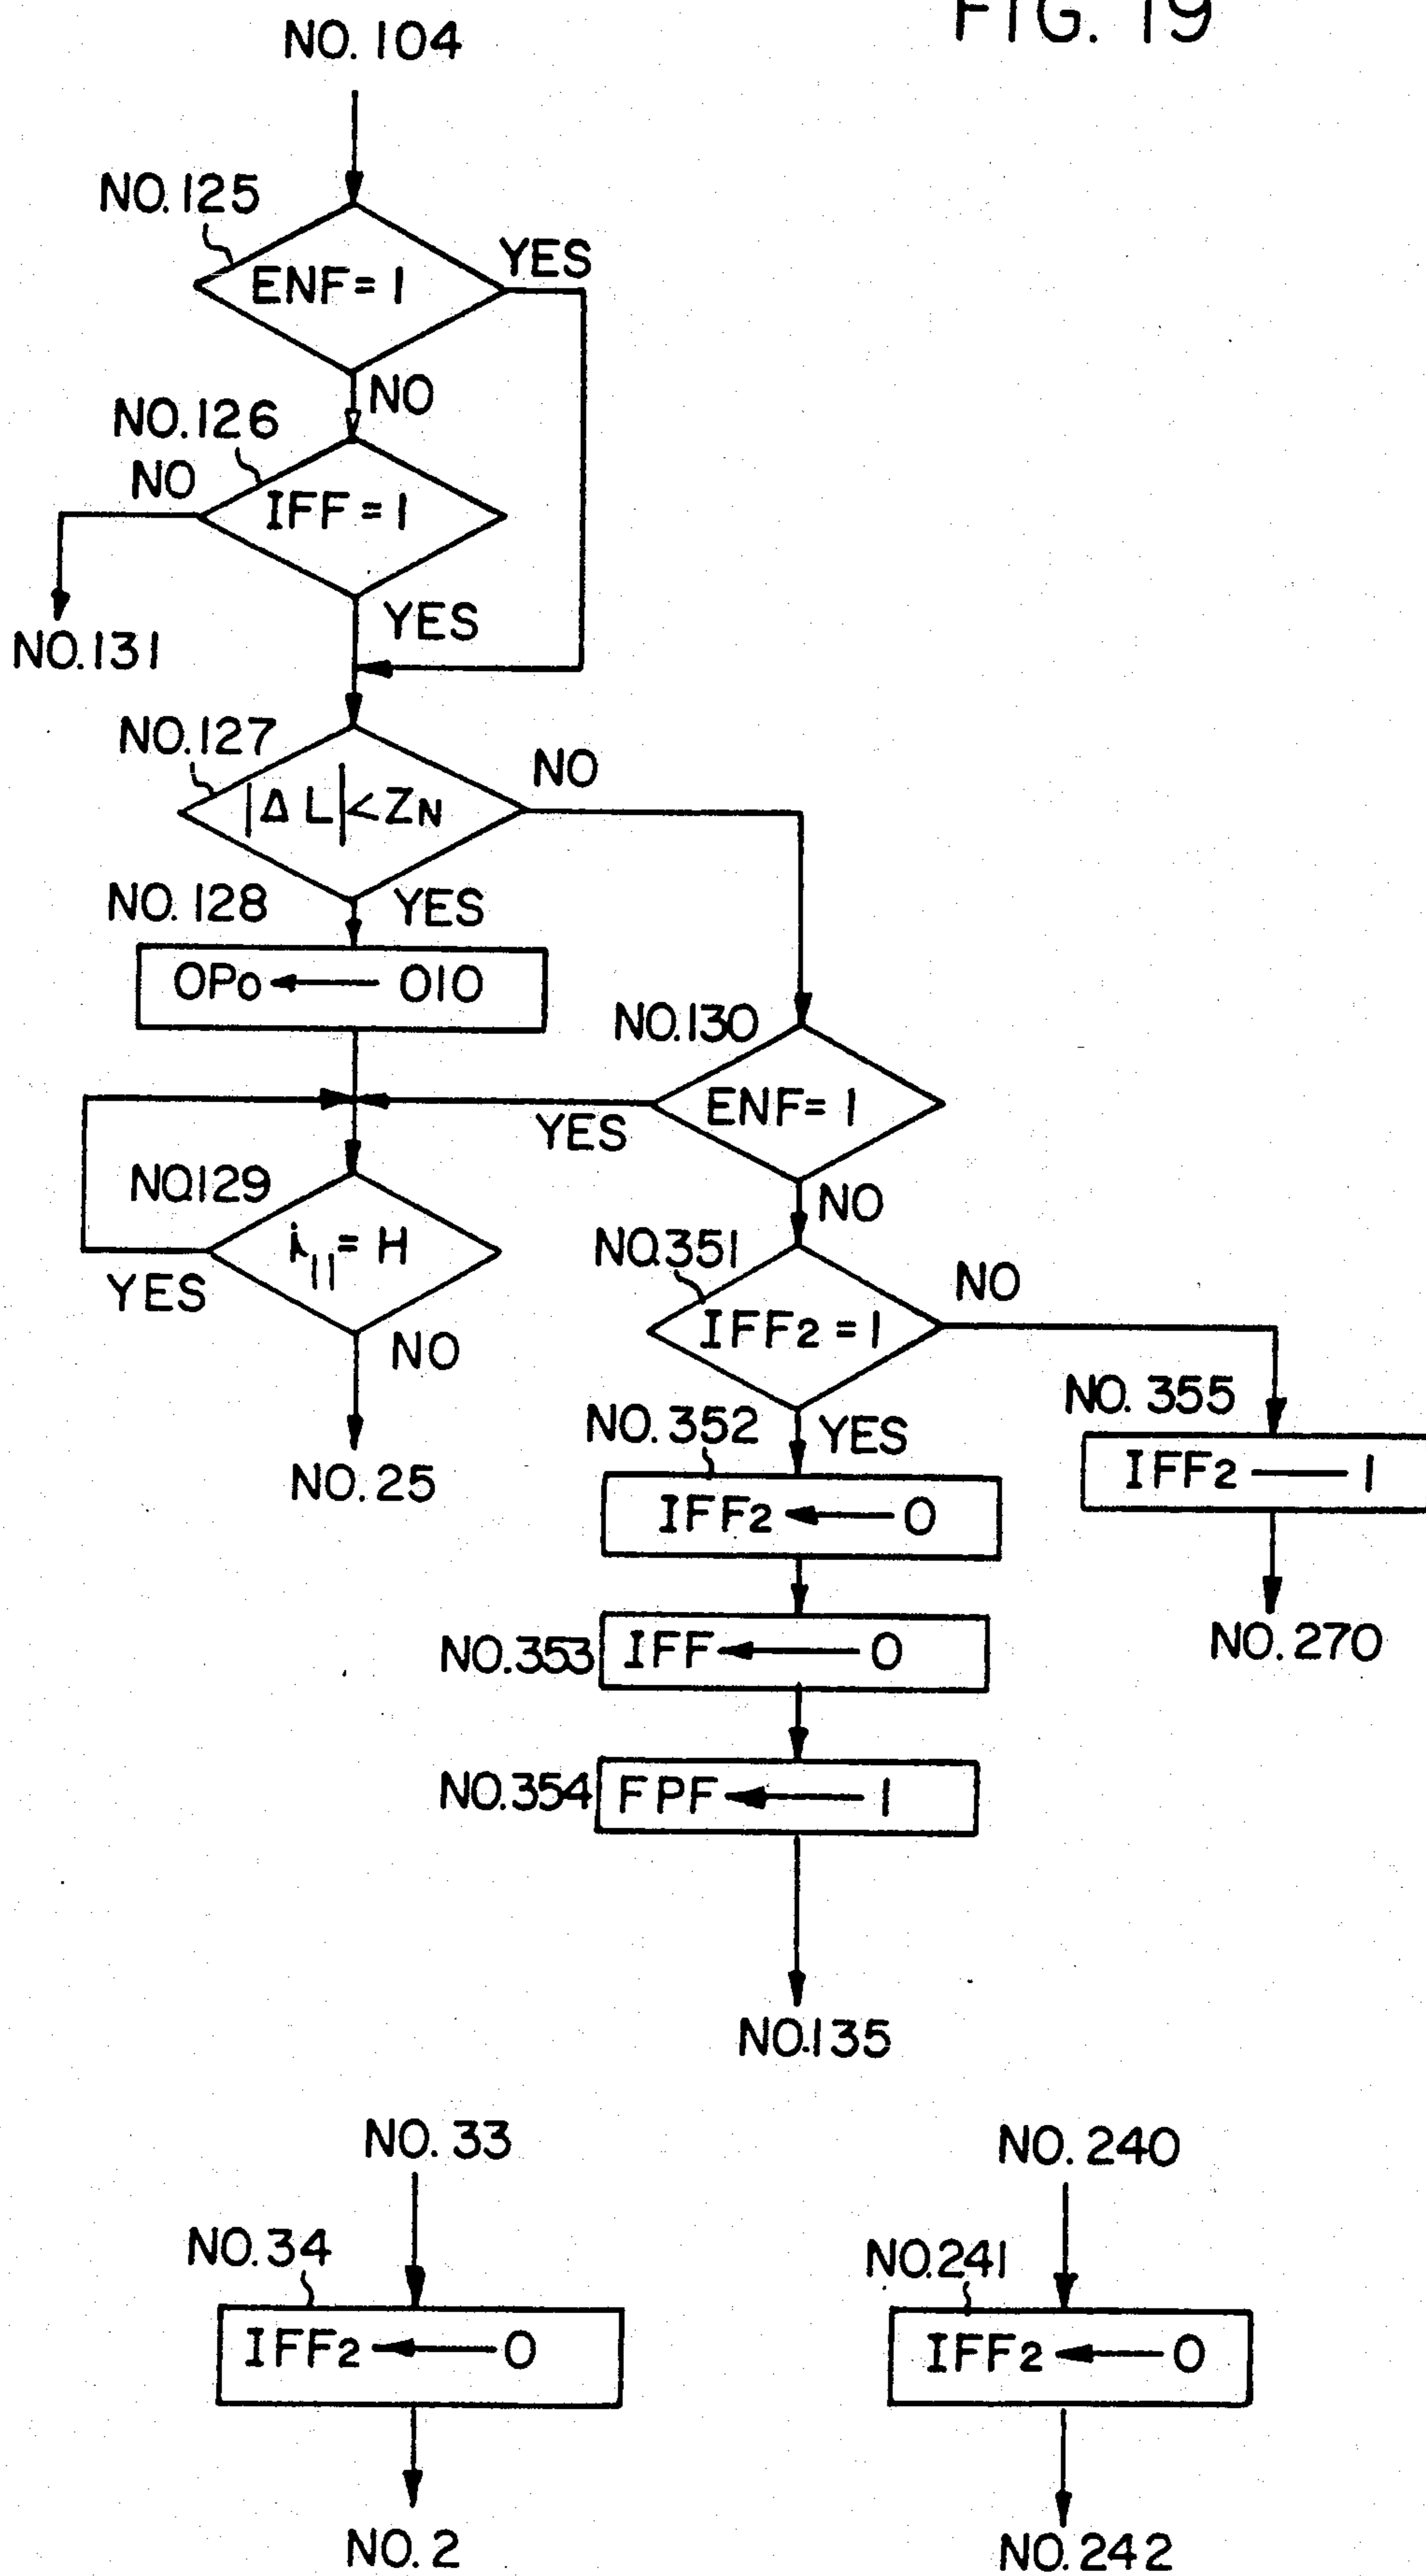 FIG. 19
NO. 104
NO. 125
ENF = 1
YES
NO
NO. 126
NO
IFF = 1
YES
NO. 131
NO. 127
|ΔL| < ZN
NO
NO. 128
YES
OPo ← 010
NO. 130
ENF = 1
YES
NO
NO. 129
i11 = H
YES
NO
NO. 25
NO. 351
IFF2 = 1
NO
YES
NO. 355
IFF2 — 1
NO. 270
NO. 352
IFF2 ← 0
NO. 353
IFF ← 0
NO. 354
FPF ← 1
NO. 135
NO. 33
NO. 34
IFF2 ← 0
NO. 2
NO. 240
NO. 241
IFF2 ← 0
NO. 242